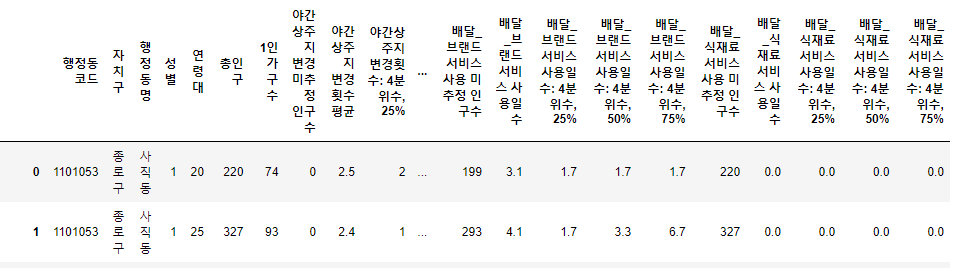 행정동
코드
자
치
구
행
정
동
명
성
별
연
령
대
총인
구
1인
가
구
수
야간
상주
지
변경
미추정
인구
수
야간
상주
지
변경
횟수
평균
야간상
주지
변경횟
수: 4분
위수,
25%
...
배달_
브랜드
서비스
사용 미
추정 인
구수
배달
_브
랜드
서비
스 사
용일
수
배달_
브랜드
서비스
사용일
수: 4분
위수,
25%
배달_
브랜드
서비스
사용일
수: 4분
위수,
50%
배달_
브랜드
서비스
사용일
수: 4분
위수,
75%
배달_
식재료
서비스
사용 미
추정 인
구수
배달
_식
재료
서비
스 사
용일
수
배달_
식재료
서비스
사용일
수: 4분
위수,
25%
배달_
식재료
서비스
사용일
수: 4분
위수,
50%
배달_
식재료
서비스
사용일
수: 4분
위수,
75%
0 1101053 종로구 사직동 1 20 220 74 0 2.5 2 ... 199 3.1 1.7 1.7 1.7 220 0.0 0.0 0.0 0.0
1 1101053 종로구 사직동 1 25 327 93 0 2.4 1 ... 293 4.1 1.7 3.3 6.7 327 0.0 0.0 0.0 0.0